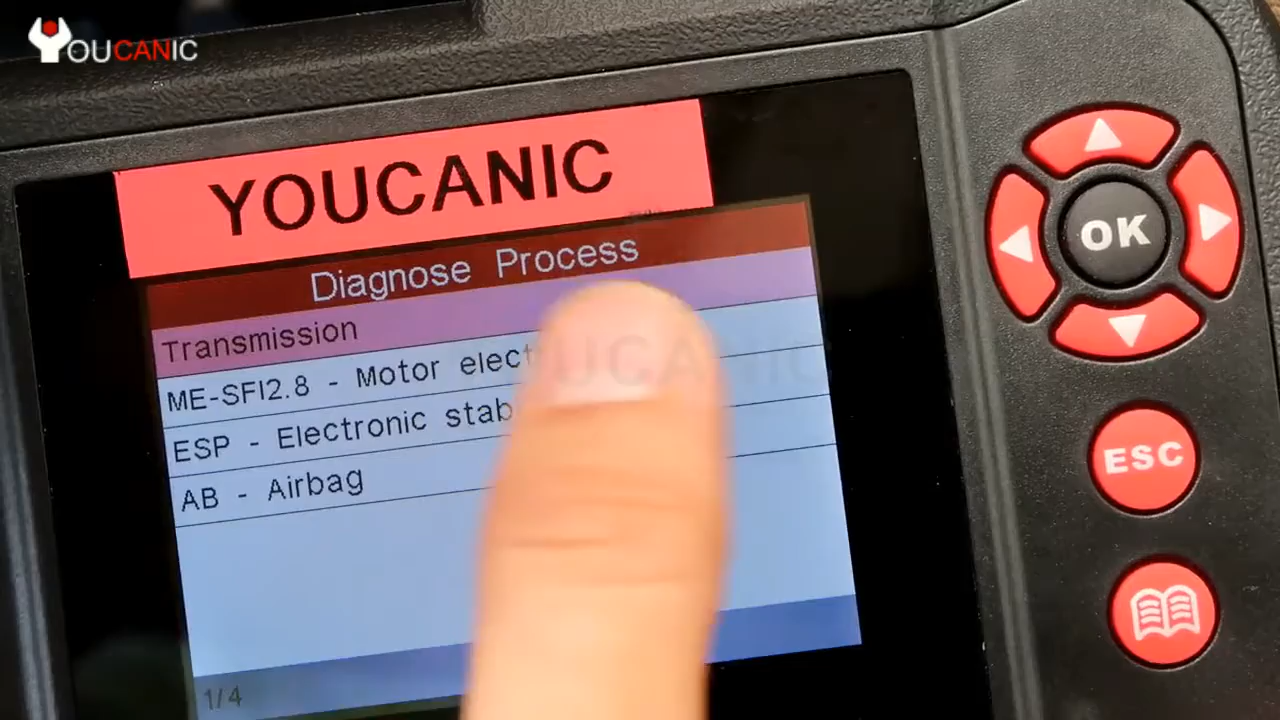 YOUCANIC
YOUCANIC
Diagnose Process
Transmission
ME-SFI2.8 - Motor elect
ESP - Electronic stab
AB - Airbag
1/4
OK
ESC
YOUCANIC